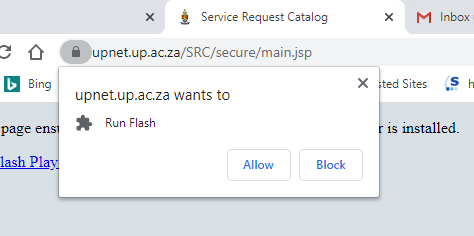 Service Request Catalog
Inbox
upnet.up.ac.za/SRC/secure/main.jsp
Bing
sted Sites
upnet.up.ac.za wants to
Run Flash
page ensu
r is installed.
lash Play
Allow
Block